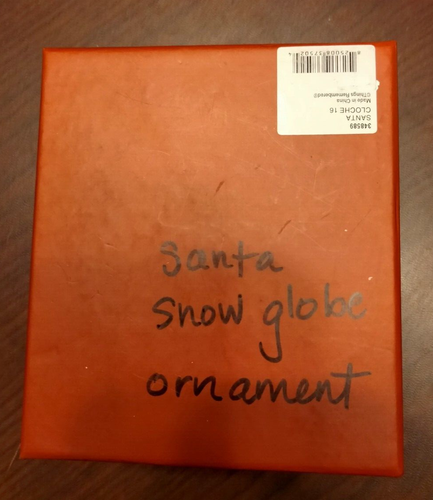 348589
SANTA
CLOCHE 16
Made in China
©Things Remembered®
santa
snow globe
ornament